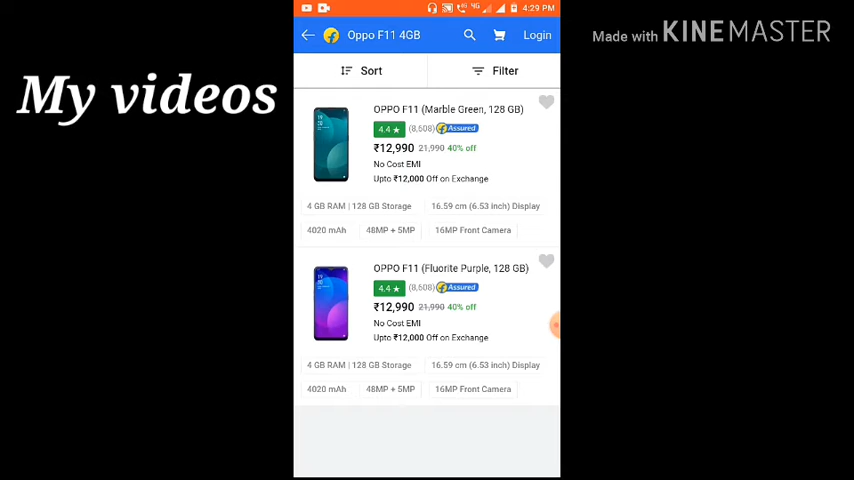 4G 4:29 PM
Oppo F11 4GB
Login
Made with KINEMASTER
My videos
Sort
Filter
OPPO F11 (Marble Green, 128 GB)
4.4 ★ (8,608) Assured
₹12,990 21,990 40% off
No Cost EMI
Upto ₹12,000 Off on Exchange
4 GB RAM | 128 GB Storage
16.59 cm (6.53 inch) Display
4020 mAh
48MP + 5MP
16MP Front Camera
OPPO F11 (Fluorite Purple, 128 GB)
4.4 ★ (8,608) Assured
₹12,990 21,990 40% off
No Cost EMI
Upto ₹12,000 Off on Exchange
4 GB RAM | 128 GB Storage
16.59 cm (6.53 inch) Display
4020 mAh
48MP + 5MP
16MP Front Camera